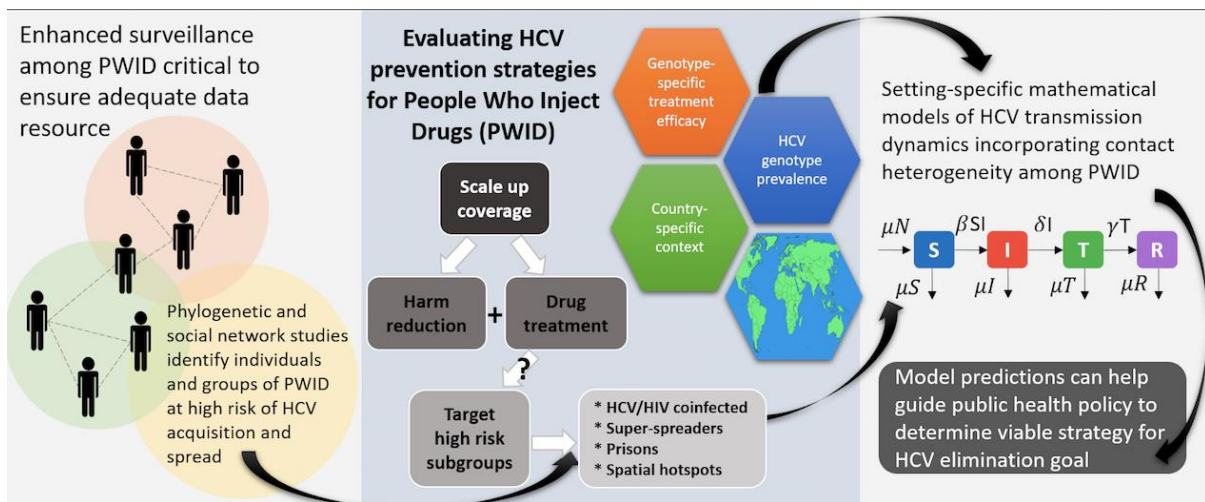 Enhanced surveillance
among PWID critical to
ensure adequate data
resource
Phylogenetic and
social network studies
identify individuals
and groups of PWID
at high risk of HCV
acquisition and
spread
Evaluating HCV
prevention strategies
for People Who Inject
Drugs (PWID)
Scale up
coverage
Harm
reduction
+
Drug
treatment
?
Target
high risk
subgroups
* HCV/HIV coinfected
* Super-spreaders
* Prisons
* Spatial hotspots
Genotype-
specific
treatment
efficacy
HCV
genotype
prevalence
Country-
specific
context
Setting-specific mathematical
models of HCV transmission
dynamics incorporating contact
heterogeneity among PWID
μN βSI δI γT
S I T R
μS μI μT μR
Model predictions can help
guide public health policy to
determine viable strategy for
HCV elimination goal